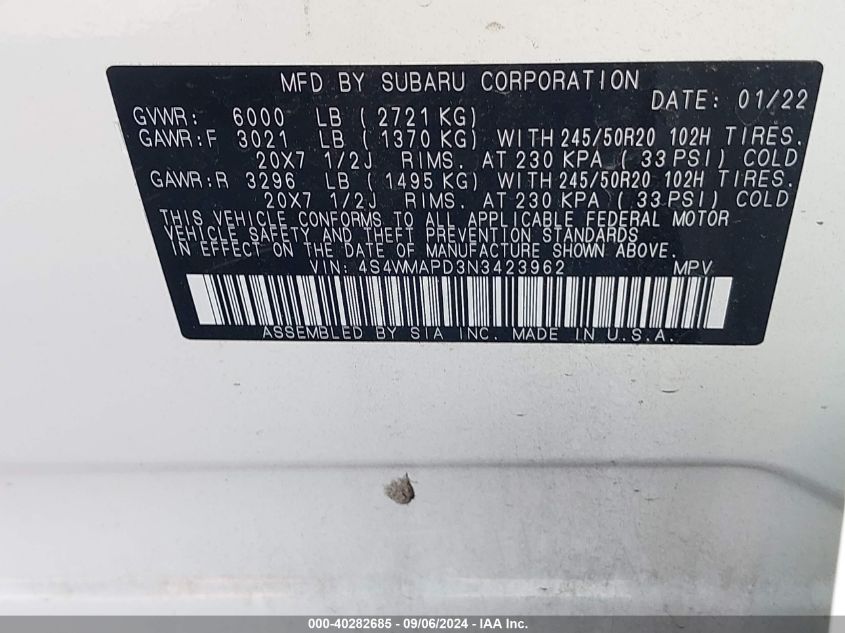 MFD BY SUBARU CORPORATION
DATE: 01/22
GVWR: 6000 LB ( 2721 KG)
GAWR:F 3021 LB ( 1370 KG) WITH 245/50R20 102H TIRES.
20X7 1/2J RIMS. AT 230 KPA ( 33 PSI) COLD
GAWR:R 3296 LB ( 1495 KG) WITH 245/50R20 102H TIRES.
20X7 1/2J RIMS. AT 230 KPA ( 33 PSI) COLD
THIS VEHICLE CONFORMS TO ALL APPLICABLE FEDERAL MOTOR
VEHICLE SAFETY AND THEFT PREVENTION STANDARDS
IN EFFECT ON THE DATE OF MANUFACTURE SHOWN ABOVE.
VIN: 4S4WMAPD3N3423962 MPV
ASSEMBLED BY SIA INC. MADE IN U.S.A.
000-40282685 - 09/06/2024 - IAA Inc.